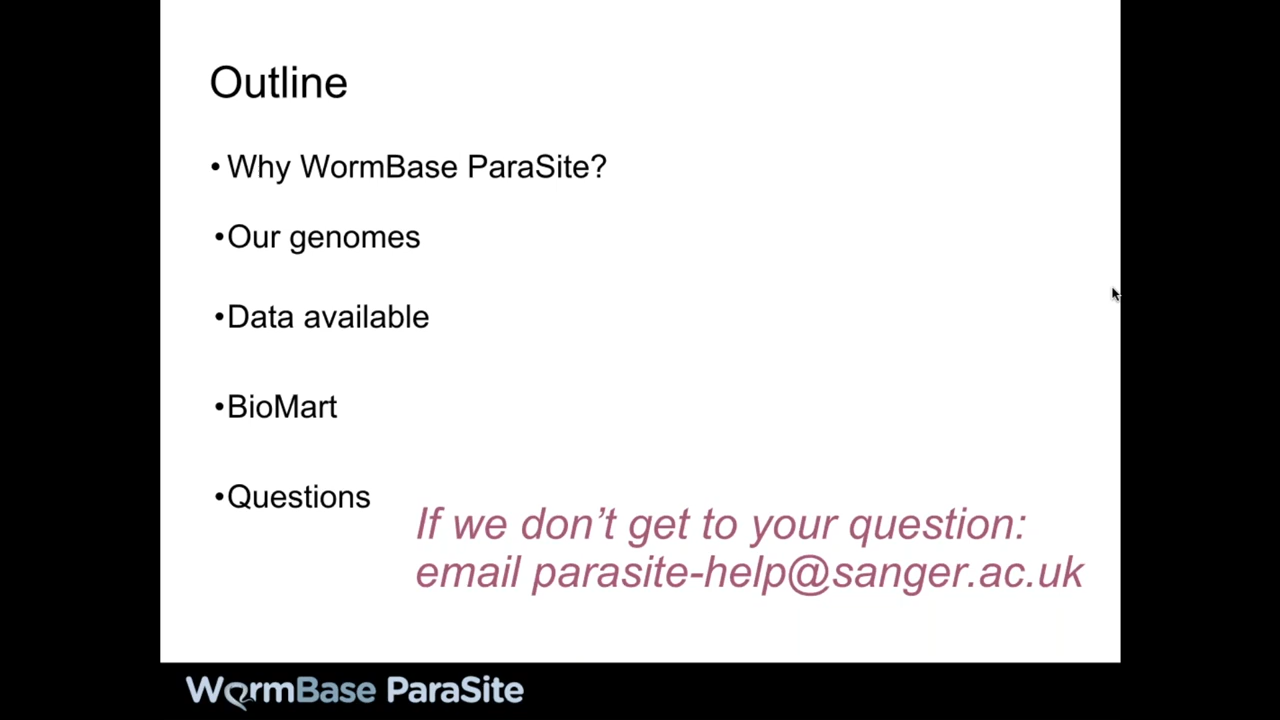 Outline
• Why WormBase ParaSite?
•Our genomes
•Data available
•BioMart
•Questions
If we don’t get to your question:
email parasite-help@sanger.ac.uk
WormBase ParaSite